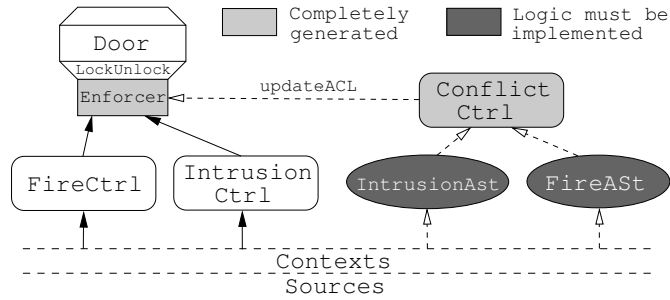 Completely
generated
Logic must be
implemented
Door
LockUnlock
Enforcer
updateACL
Conflict
Ctrl
FireCtrl
Intrusion
Ctrl
IntrusionAst
FireASt
Contexts
Sources